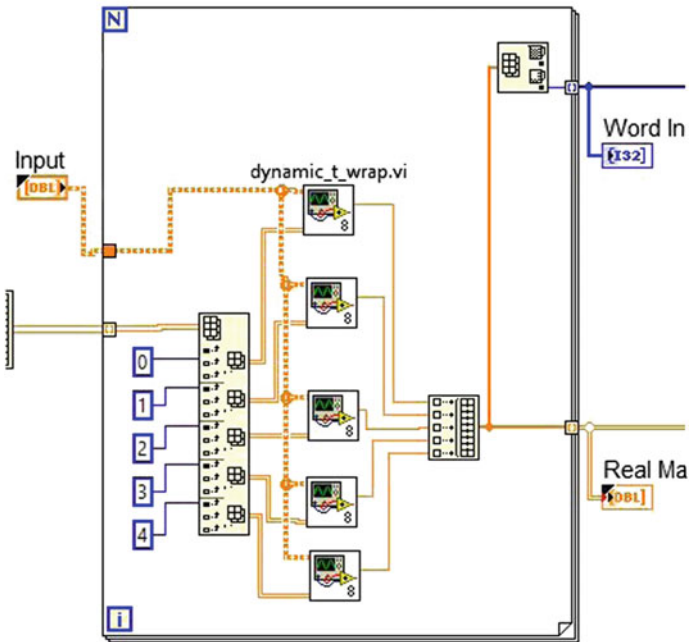 N
Word In
[I32]
Input
[DBL]
dynamic_t_wrap.vi
0
1
2
3
4
Real Ma
DBL]
i